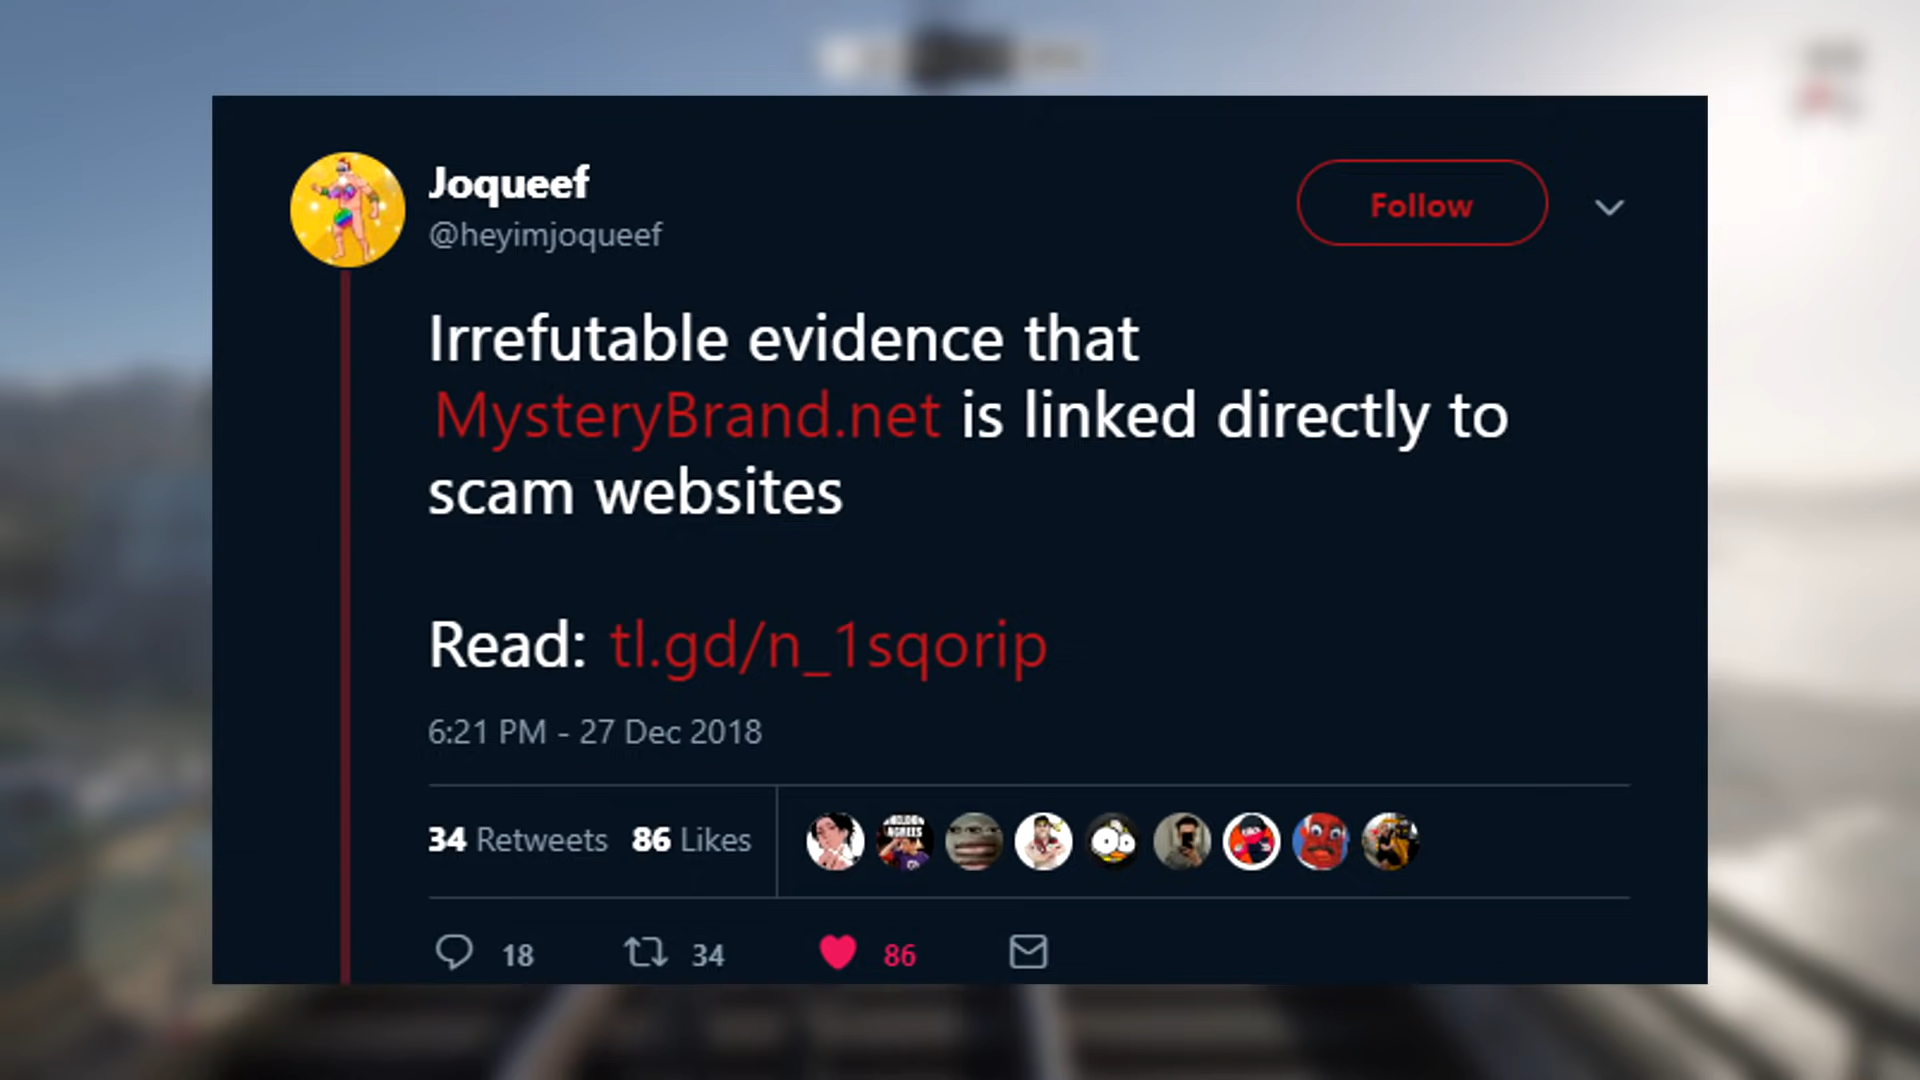 Joqueef
@heyimjoqueef
Follow
Irrefutable evidence that
MysteryBrand.net is linked directly to
scam websites
Read: tl.gd/n_1sqorip
6:21 PM - 27 Dec 2018
34 Retweets 86 Likes
AGREES
18 34 86